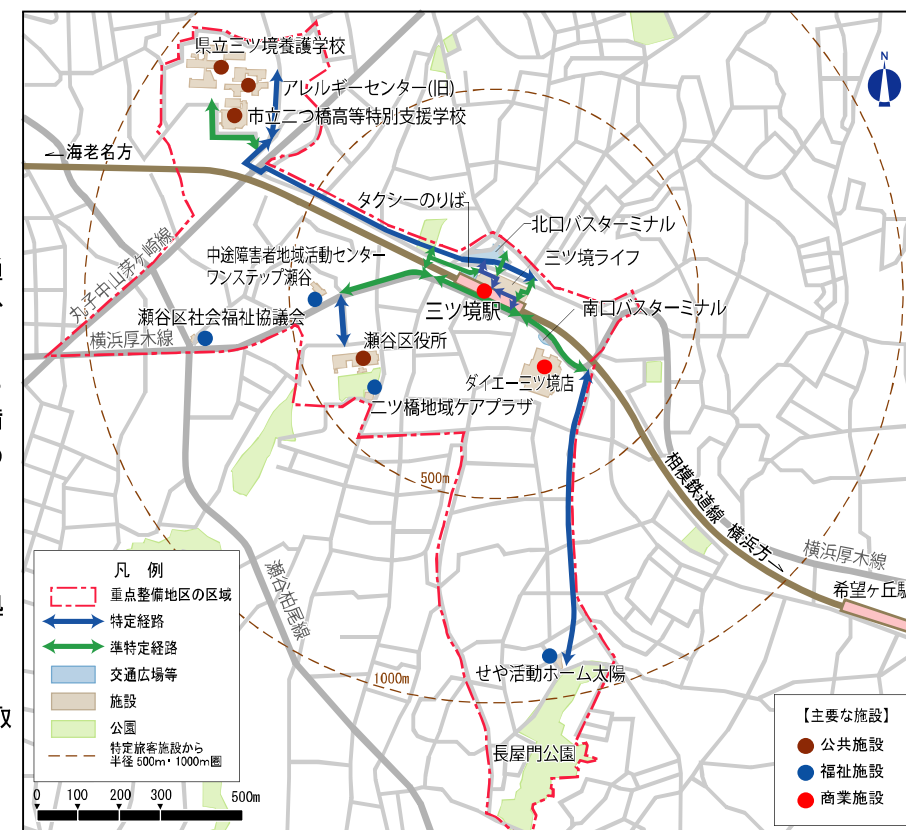 県立三ツ境養護学校
アレルギーセンター(旧)
市立二つ橋高等特別支援学校
N
←海老名方
タクシーのりば
北口バスターミナル
三ツ境ライフ
丸子中山茅ヶ崎線
中途障害者地域活動センター
ワンステップ瀬谷
三ツ境駅
南口バスターミナル
瀬谷区社会福祉協議会
横浜厚木線
瀬谷区役所
ダイエー三ツ境店
二ツ橋地域ケアプラザ
500m
相模鉄道線 横浜方→
横浜厚木線
希望ヶ丘駅
瀬谷柏尾線
せや活動ホーム太陽
1000m
長屋門公園
凡 例
重点整備地区の区域
特定経路
準特定経路
交通広場等
施設
公園
特定旅客施設から
半径500m・1000m圏
0 100 200 300 500m
【主要な施設】
公共施設
福祉施設
商業施設
取